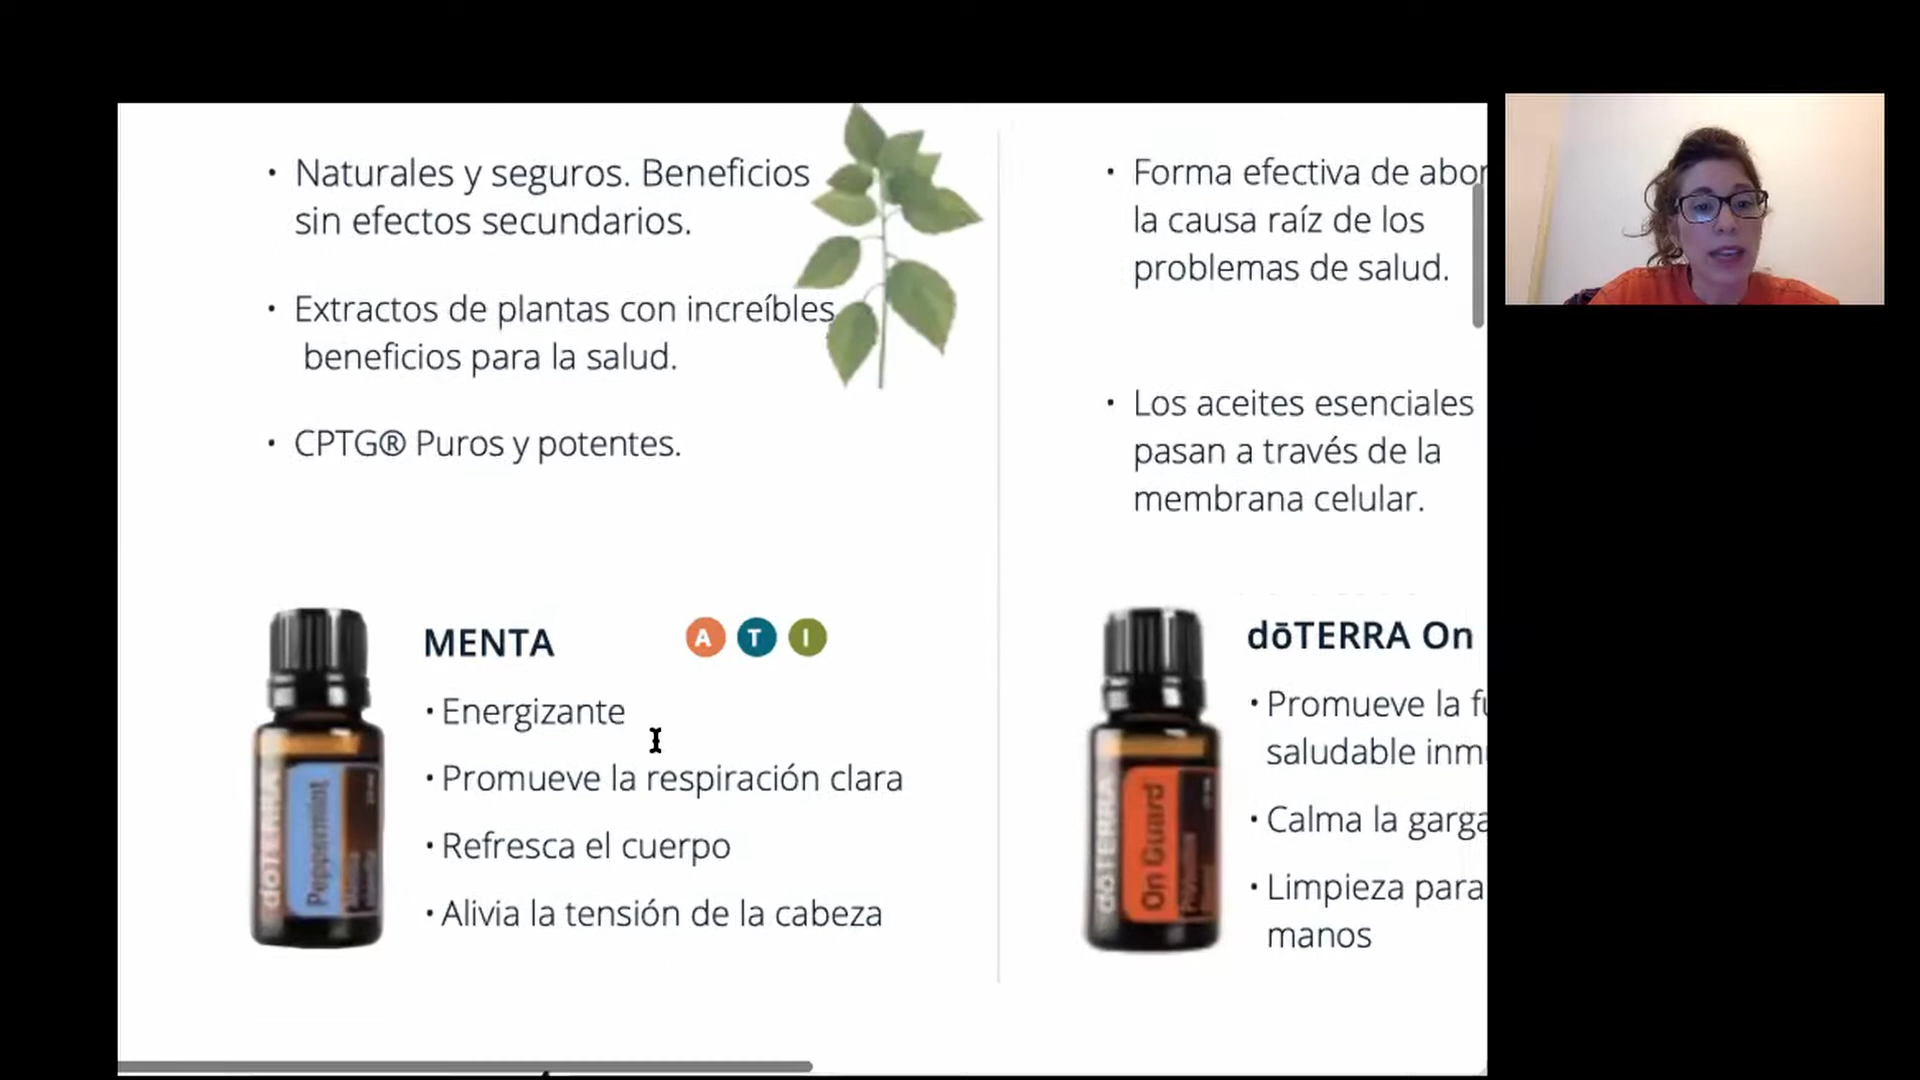 • Naturales y seguros. Beneficios
sin efectos secundarios.
• Extractos de plantas con increíbles
beneficios para la salud.
• CPTG® Puros y potentes.
MENTA
A T I
• Energizante
• Promueve la respiración clara
• Refresca el cuerpo
• Alivia la tensión de la cabeza
dōTERRA
Peppermint
• Forma efectiva de abor
la causa raíz de los
problemas de salud.
• Los aceites esenciales
pasan a través de la
membrana celular.
dōTERRA On
• Promueve la fu
saludable inmu
• Calma la garga
• Limpieza para
manos
dōTERRA
On Guard